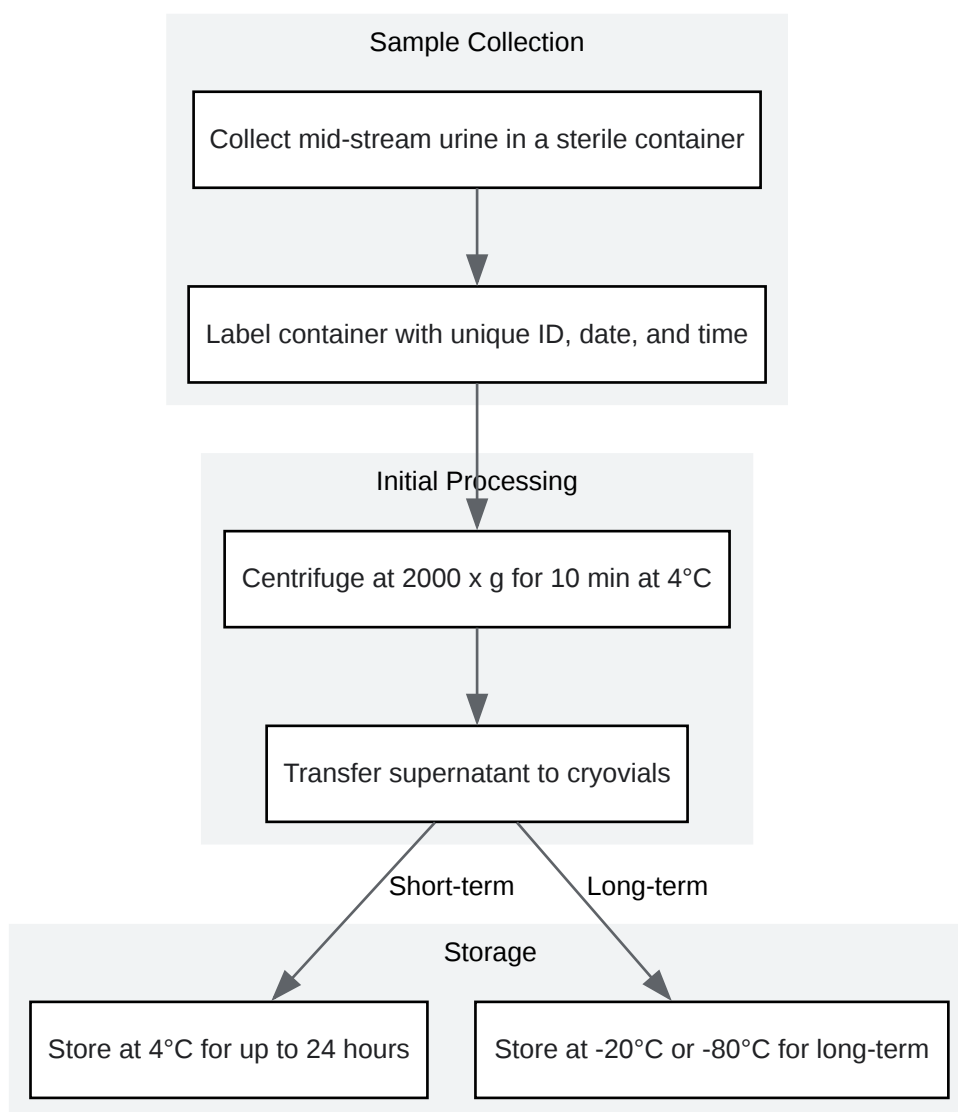 Sample Collection
Collect mid-stream urine in a sterile container
Label container with unique ID, date, and time
Initial Processing
Centrifuge at 2000 x g for 10 min at 4°C
Transfer supernatant to cryovials
Short-term
Long-term
Storage
Store at 4°C for up to 24 hours
Store at -20°C or -80°C for long-term